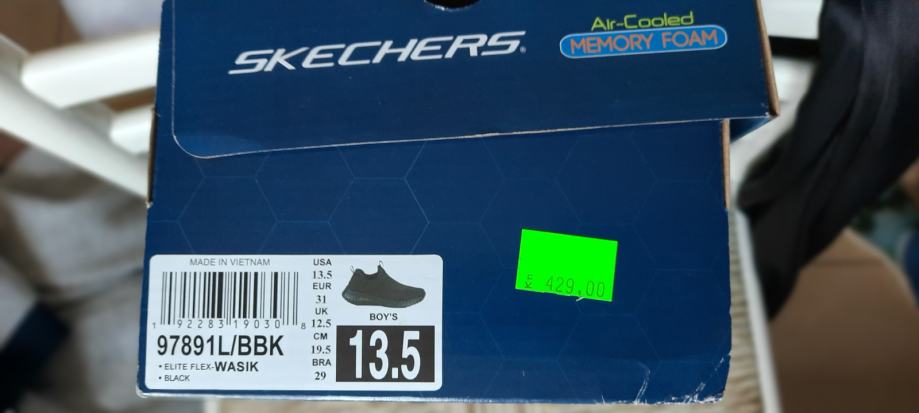 SKECHERS®
Air-Cooled
MEMORY FOAM
429.00
MADE IN VIETNAM
1 92283 19030 8
97891L/BBK
• ELITE FLEX-WASIK
• BLACK
USA
13.5
EUR
31
UK
12.5
CM
19.5
BRA
29
BOY'S
13.5